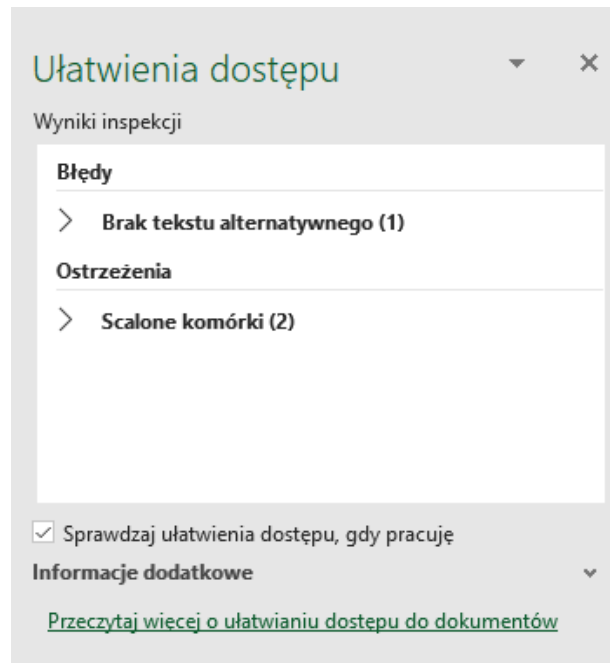 Ułatwienia dostępu
Wyniki inspekcji
Błędy
Brak tekstu alternatywnego (1)
Ostrzeżenia
Scalone komórki (2)
Sprawdzaj ułatwienia dostępu, gdy pracuję
Informacje dodatkowe
Przeczytaj więcej o ułatwianiu dostępu do dokumentów